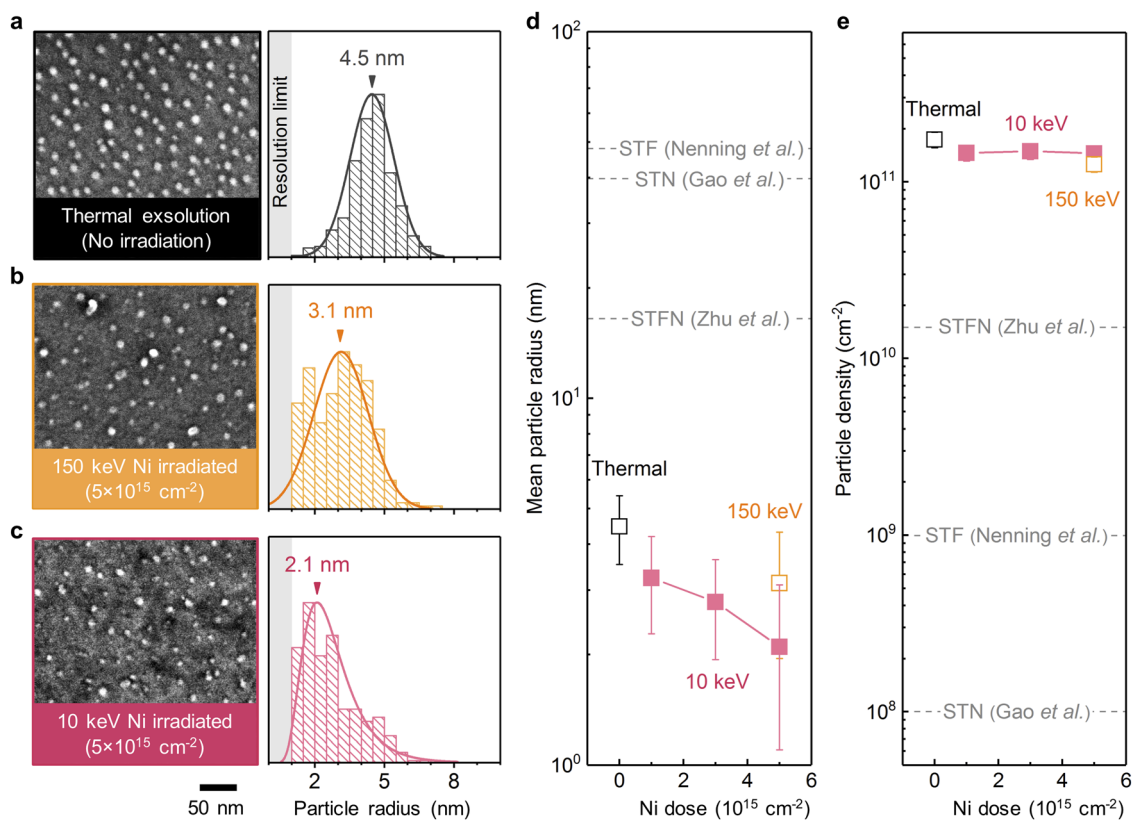 a
Resolution limit
4.5 nm
Thermal exsolution
(No irradiation)
b
3.1 nm
150 keV Ni irradiated
(5×10¹⁵ cm⁻²)
c
2.1 nm
10 keV Ni irradiated
(5×10¹⁵ cm⁻²)
50 nm
2 5 8
Particle radius (nm)
d
Mean particle radius (nm)
10²
10¹
10⁰
STF (Nenning et al.)
STN (Gao et al.)
STFN (Zhu et al.)
Thermal
150 keV
10 keV
0 2 4 6
Ni dose (10¹⁵ cm⁻²)
e
Particle density (cm⁻²)
10¹¹
10¹⁰
10⁹
10⁸
Thermal
10 keV
150 keV
STFN (Zhu et al.)
STF (Nenning et al.)
STN (Gao et al.)
0 2 4 6
Ni dose (10¹⁵ cm⁻²)